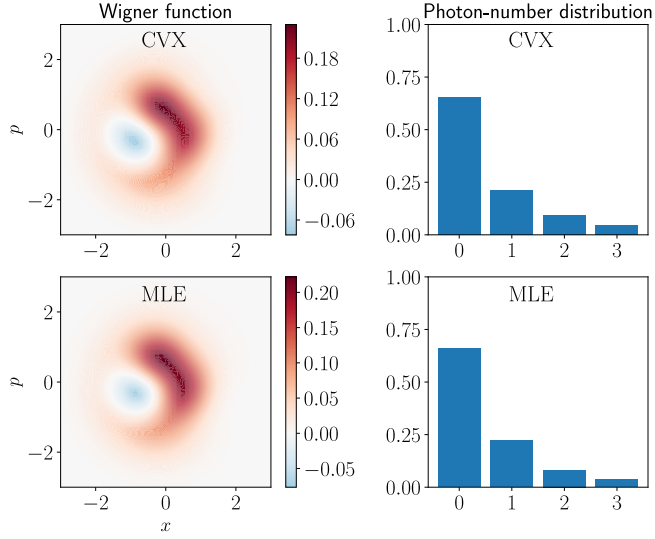 Wigner function
Photon-number distribution
CVX
2
0
−2
p
−2 0 2
0.18
0.12
0.06
0.00
−0.06
CVX
1.00
0.75
0.50
0.25
0.00
0 1 2 3
MLE
2
0
−2
p
−2 0 2
x
0.20
0.15
0.10
0.05
0.00
−0.05
MLE
1.00
0.75
0.50
0.25
0.00
0 1 2 3